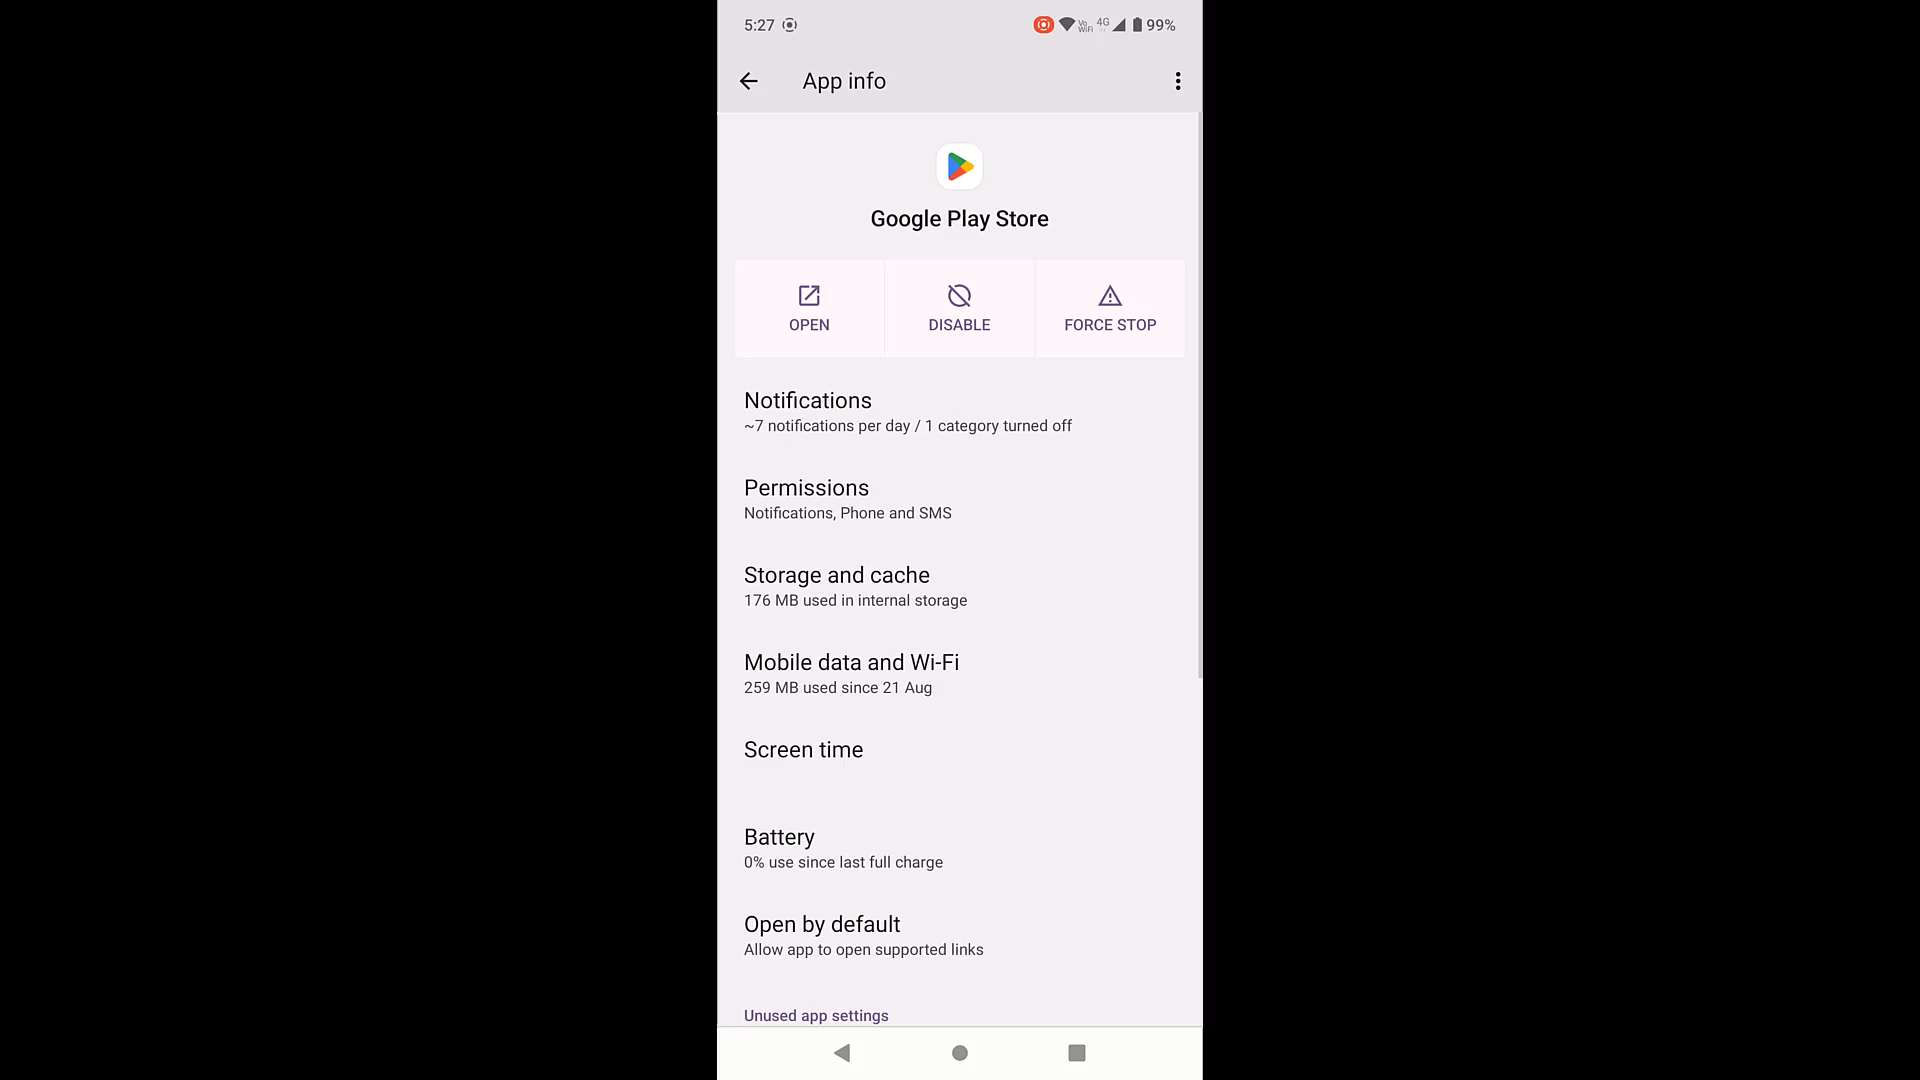 5:27
Vo
WiFi
4G
99%
App info
Google Play Store
OPEN
DISABLE
FORCE STOP
Notifications
~7 notifications per day / 1 category turned off
Permissions
Notifications, Phone and SMS
Storage and cache
176 MB used in internal storage
Mobile data and Wi-Fi
259 MB used since 21 Aug
Screen time
Battery
0% use since last full charge
Open by default
Allow app to open supported links
Unused app settings